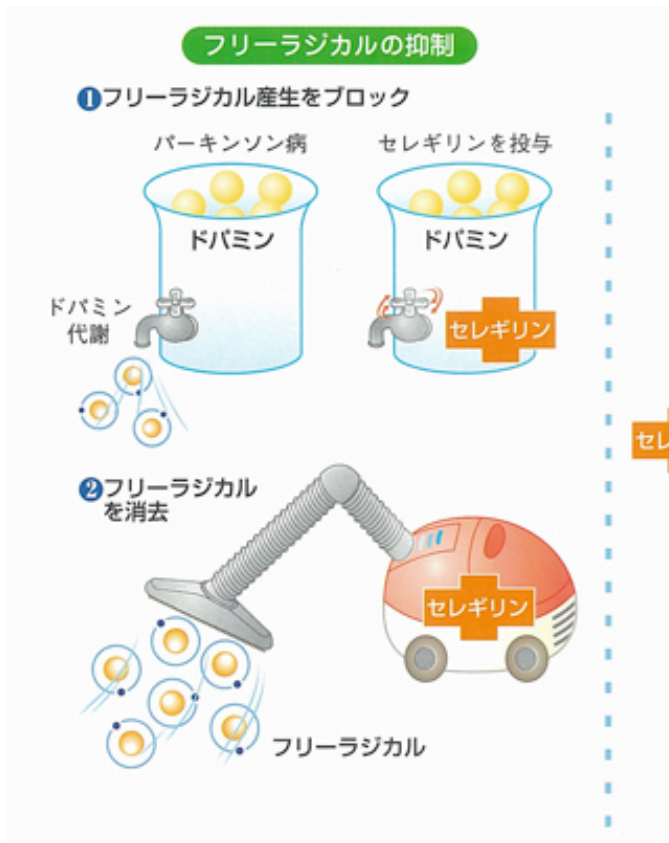 フリーラジカルの抑制
❶フリーラジカル産生をブロック
パーキンソン病
セレギリンを投与
ドパミン
ドパミン
ドパミン
代謝
セレギリン
❷フリーラジカル
を消去
セレギリン
フリーラジカル
セレ